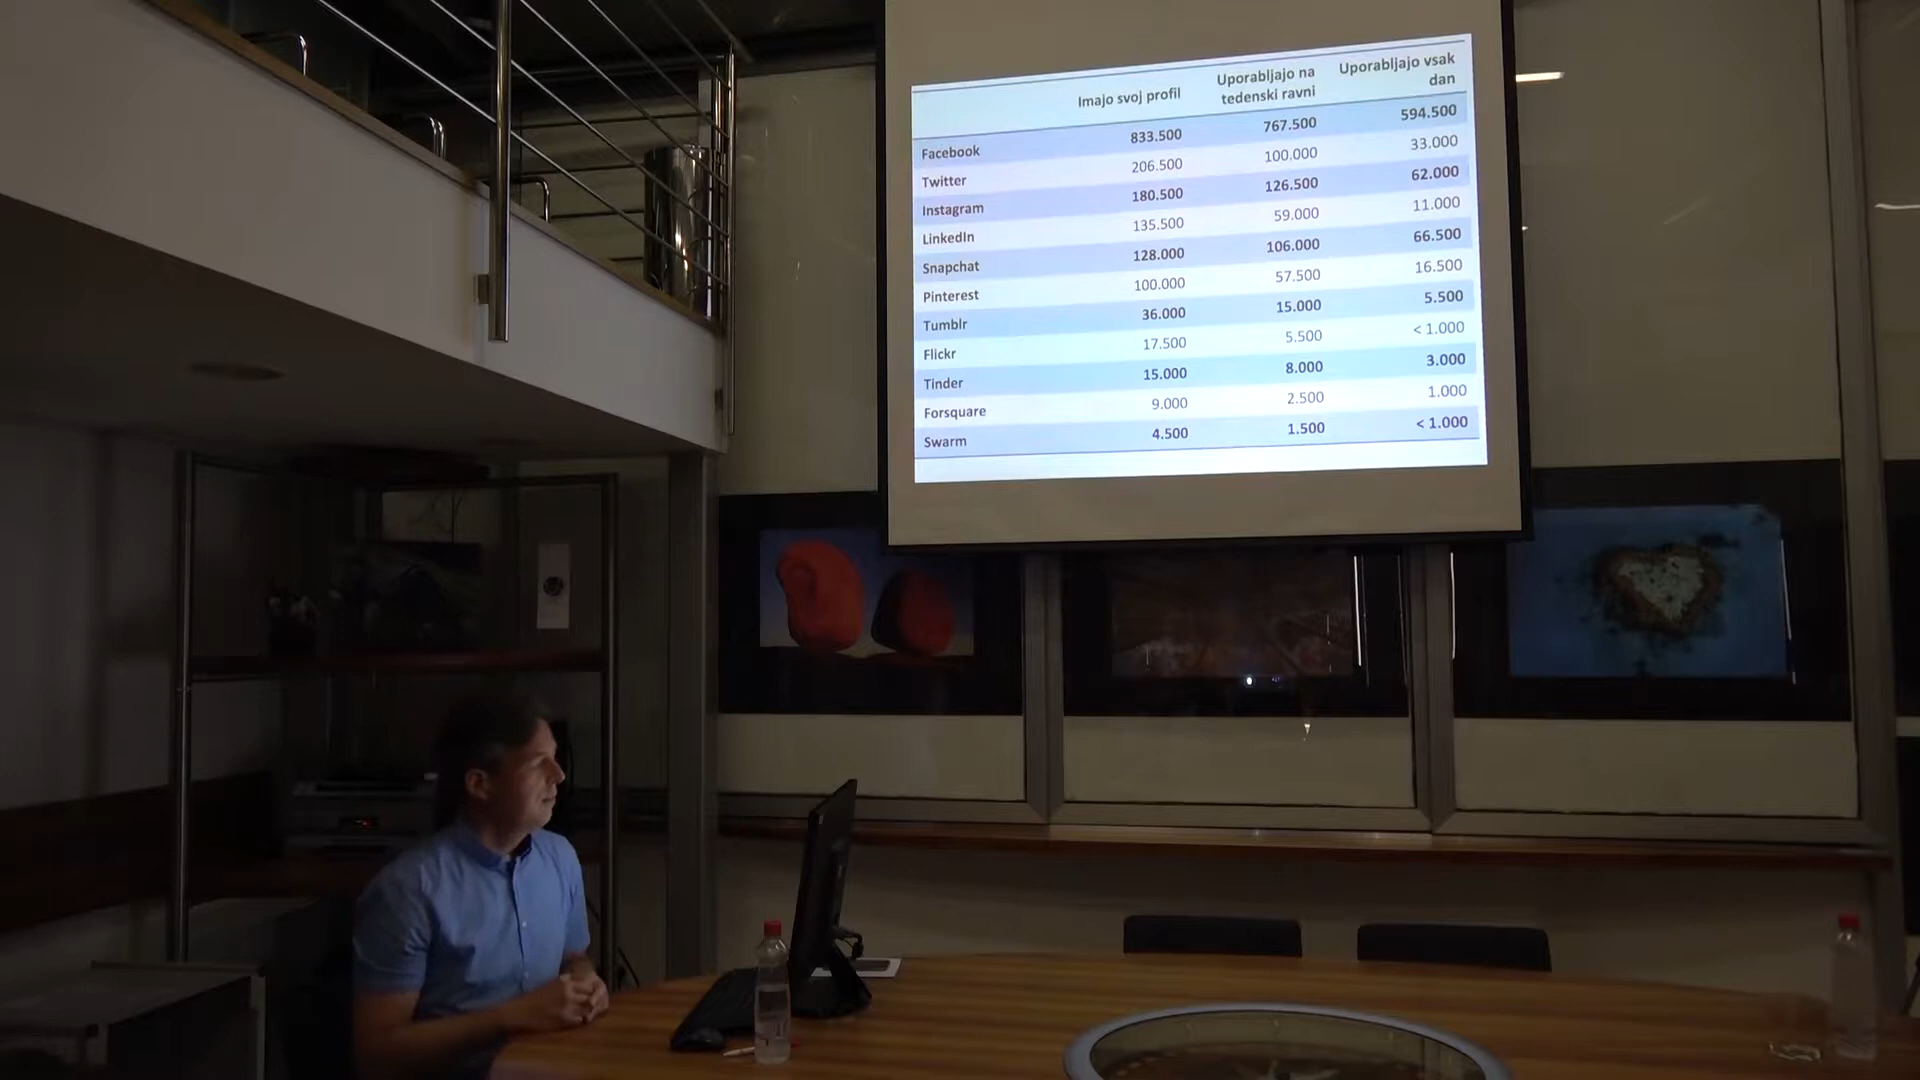 Imajo svoj profil Uporabljajo na tedenski ravni Uporabljajo vsak dan
Facebook 833.500 767.500 594.500
Twitter 206.500 100.000 33.000
Instagram 180.500 126.500 62.000
LinkedIn 135.500 59.000 11.000
Snapchat 128.000 106.000 66.500
Pinterest 100.000 57.500 16.500
Tumblr 36.000 15.000 5.500
Flickr 17.500 5.500 < 1.000
Tinder 15.000 8.000 3.000
Forsquare 9.000 2.500 1.000
Swarm 4.500 1.500 < 1.000